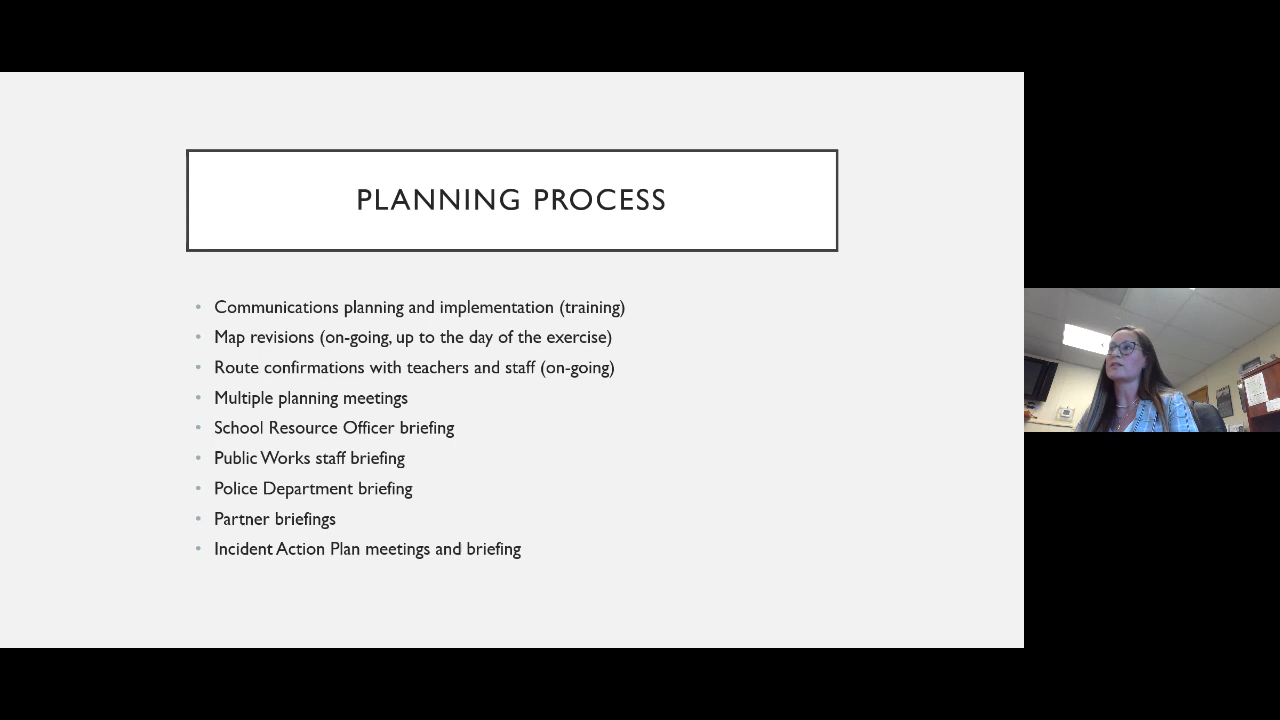 PLANNING PROCESS
• Communications planning and implementation (training)
• Map revisions (on-going, up to the day of the exercise)
• Route confirmations with teachers and staff (on-going)
• Multiple planning meetings
• School Resource Officer briefing
• Public Works staff briefing
• Police Department briefing
• Partner briefings
• Incident Action Plan meetings and briefing